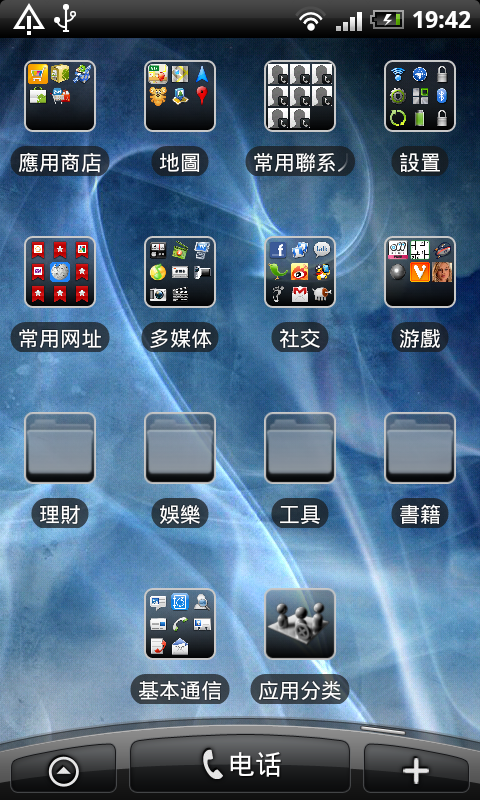 19:42
應用商店
地圖
常用聯系
設置
常用网址
多媒体
社交
游戲
理財
娛樂
工具
書籍
基本通信
应用分类
电话